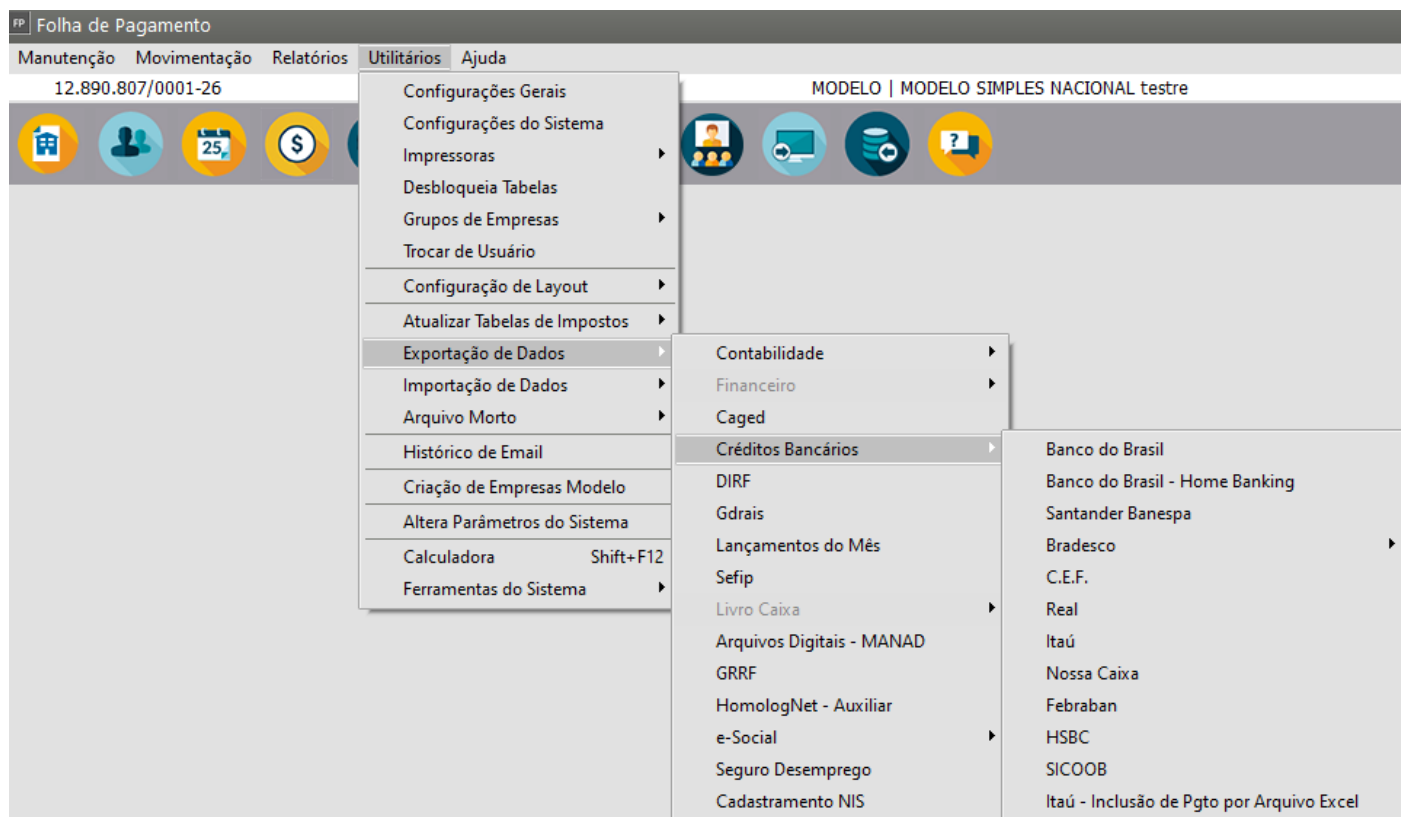 FP Folha de Pagamento
Manutenção Movimentação Relatórios Utilitários Ajuda
12.890.807/0001-26 MODELO | MODELO SIMPLES NACIONAL testre
25
$
?
Configurações Gerais
Configurações do Sistema
Impressoras
Desbloqueia Tabelas
Grupos de Empresas
Trocar de Usuário
Configuração de Layout
Atualizar Tabelas de Impostos
Exportação de Dados
Importação de Dados
Arquivo Morto
Histórico de Email
Criação de Empresas Modelo
Altera Parâmetros do Sistema
Calculadora Shift+F12
Ferramentas do Sistema
Contabilidade
Financeiro
Caged
Créditos Bancários
DIRF
Gdrais
Lançamentos do Mês
Sefip
Livro Caixa
Arquivos Digitais - MANAD
GRRF
HomologNet - Auxiliar
e-Social
Seguro Desemprego
Cadastramento NIS
Banco do Brasil
Banco do Brasil - Home Banking
Santander Banespa
Bradesco
C.E.F.
Real
Itaú
Nossa Caixa
Febraban
HSBC
SICOOB
Itaú - Inclusão de Pgto por Arquivo Excel